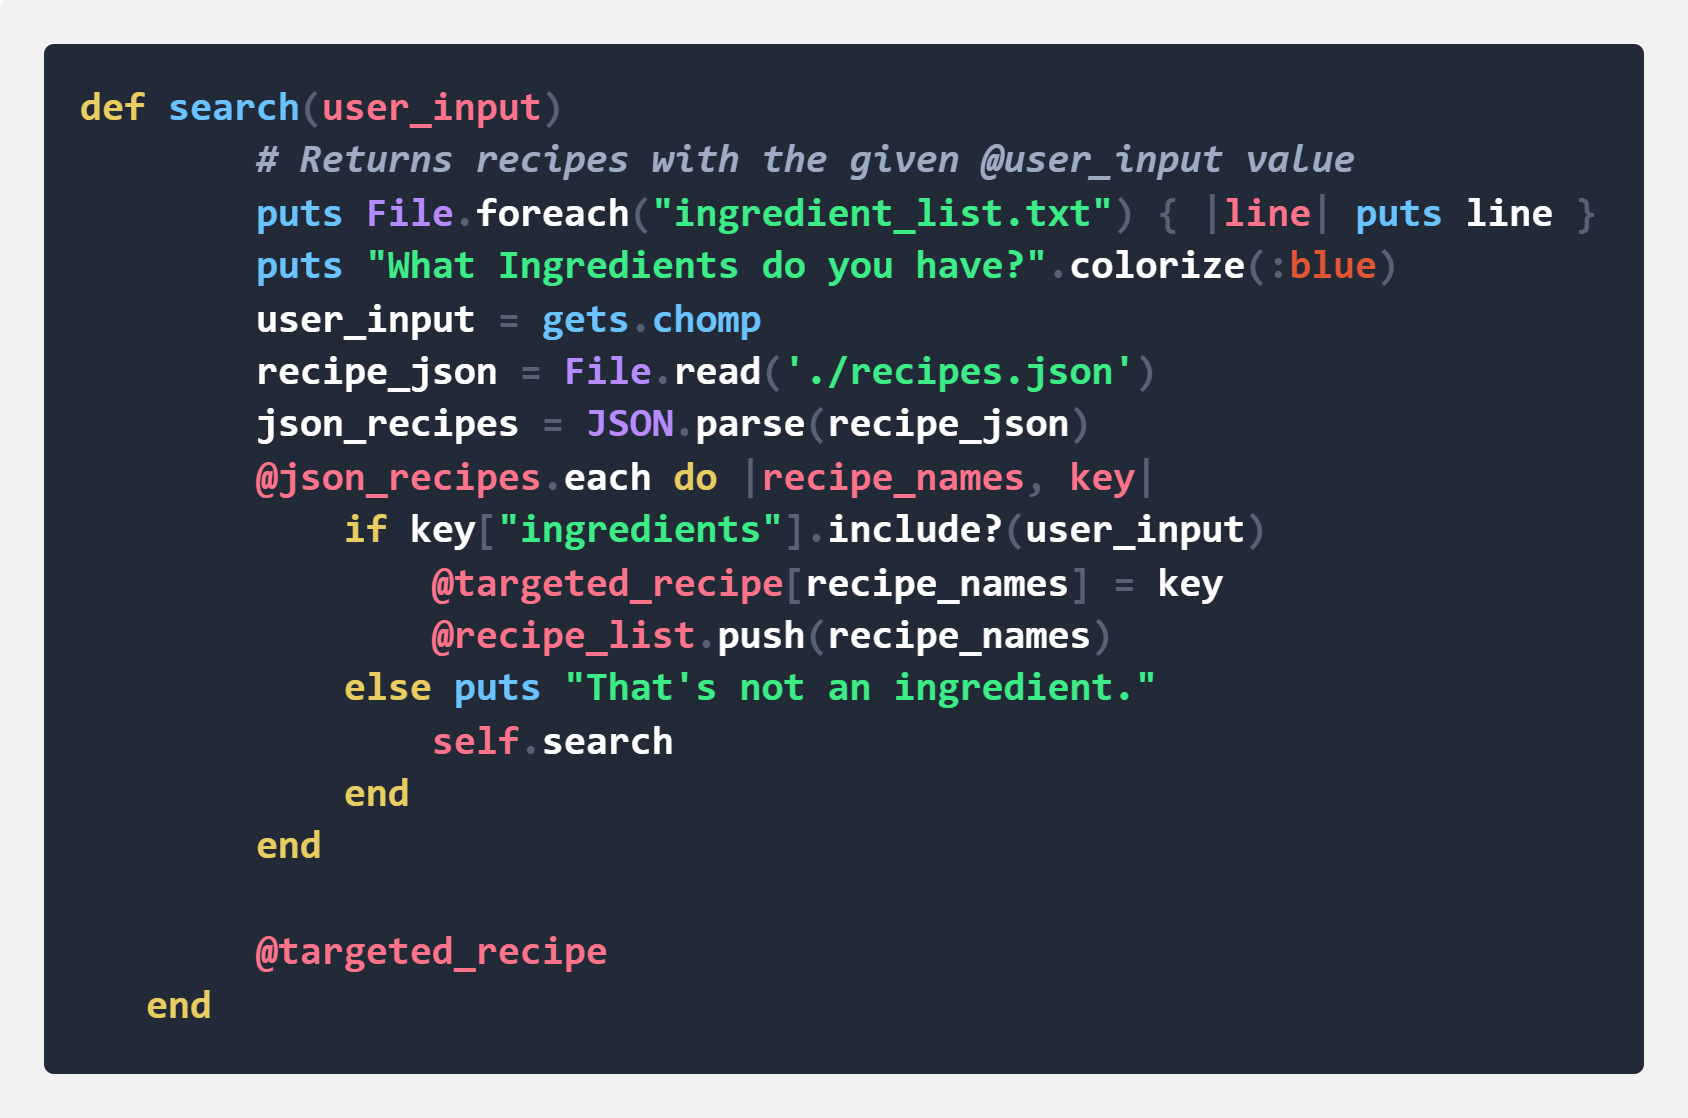 def search(user_input)
        # Returns recipes with the given @user_input value
        puts File.foreach("ingredient_list.txt") { |line| puts line }
        puts "What Ingredients do you have?".colorize(:blue)
        user_input = gets.chomp
        recipe_json = File.read('./recipes.json')
        json_recipes = JSON.parse(recipe_json)
        @json_recipes.each do |recipe_names, key|
            if key["ingredients"].include?(user_input)
                @targeted_recipe[recipe_names] = key
                @recipe_list.push(recipe_names)
            else puts "That's not an ingredient."
                self.search
            end
        end

        @targeted_recipe
   end